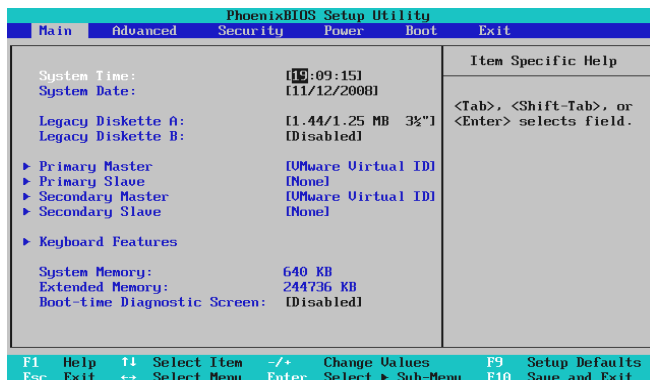 PhoenixBIOS Setup Utility
Main Advanced Security Power Boot Exit
Item Specific Help
System Time: [19:09:15]
System Date: [11/12/2008]
<Tab>, <Shift-Tab>, or
<Enter> selects field.
Legacy Diskette A: [1.44/1.25 MB 3½"]
Legacy Diskette B: [Disabled]
▶ Primary Master [VMware Virtual ID]
▶ Primary Slave [None]
▶ Secondary Master [VMware Virtual ID]
▶ Secondary Slave [None]
▶ Keyboard Features
System Memory: 640 KB
Extended Memory: 244736 KB
Boot-time Diagnostic Screen: [Disabled]
F1 Help ↑↓ Select Item -/+ Change Values F9 Setup Defaults
Esc Exit ↔ Select Menu Enter Select ▶ Sub-Menu F10 Save and Exit